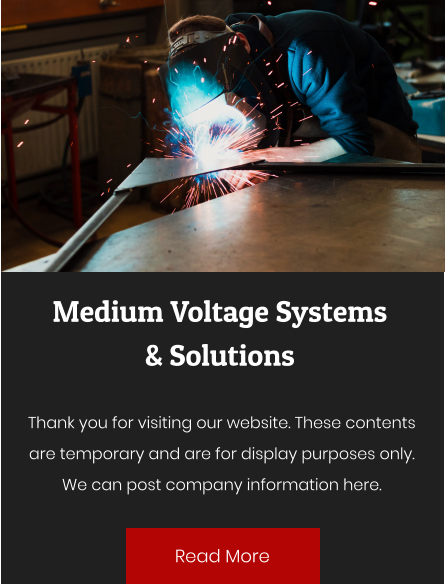 Medium Voltage Systems
& Solutions
Thank you for visiting our website. These contents
are temporary and are for display purposes only.
We can post company information here.
Read More